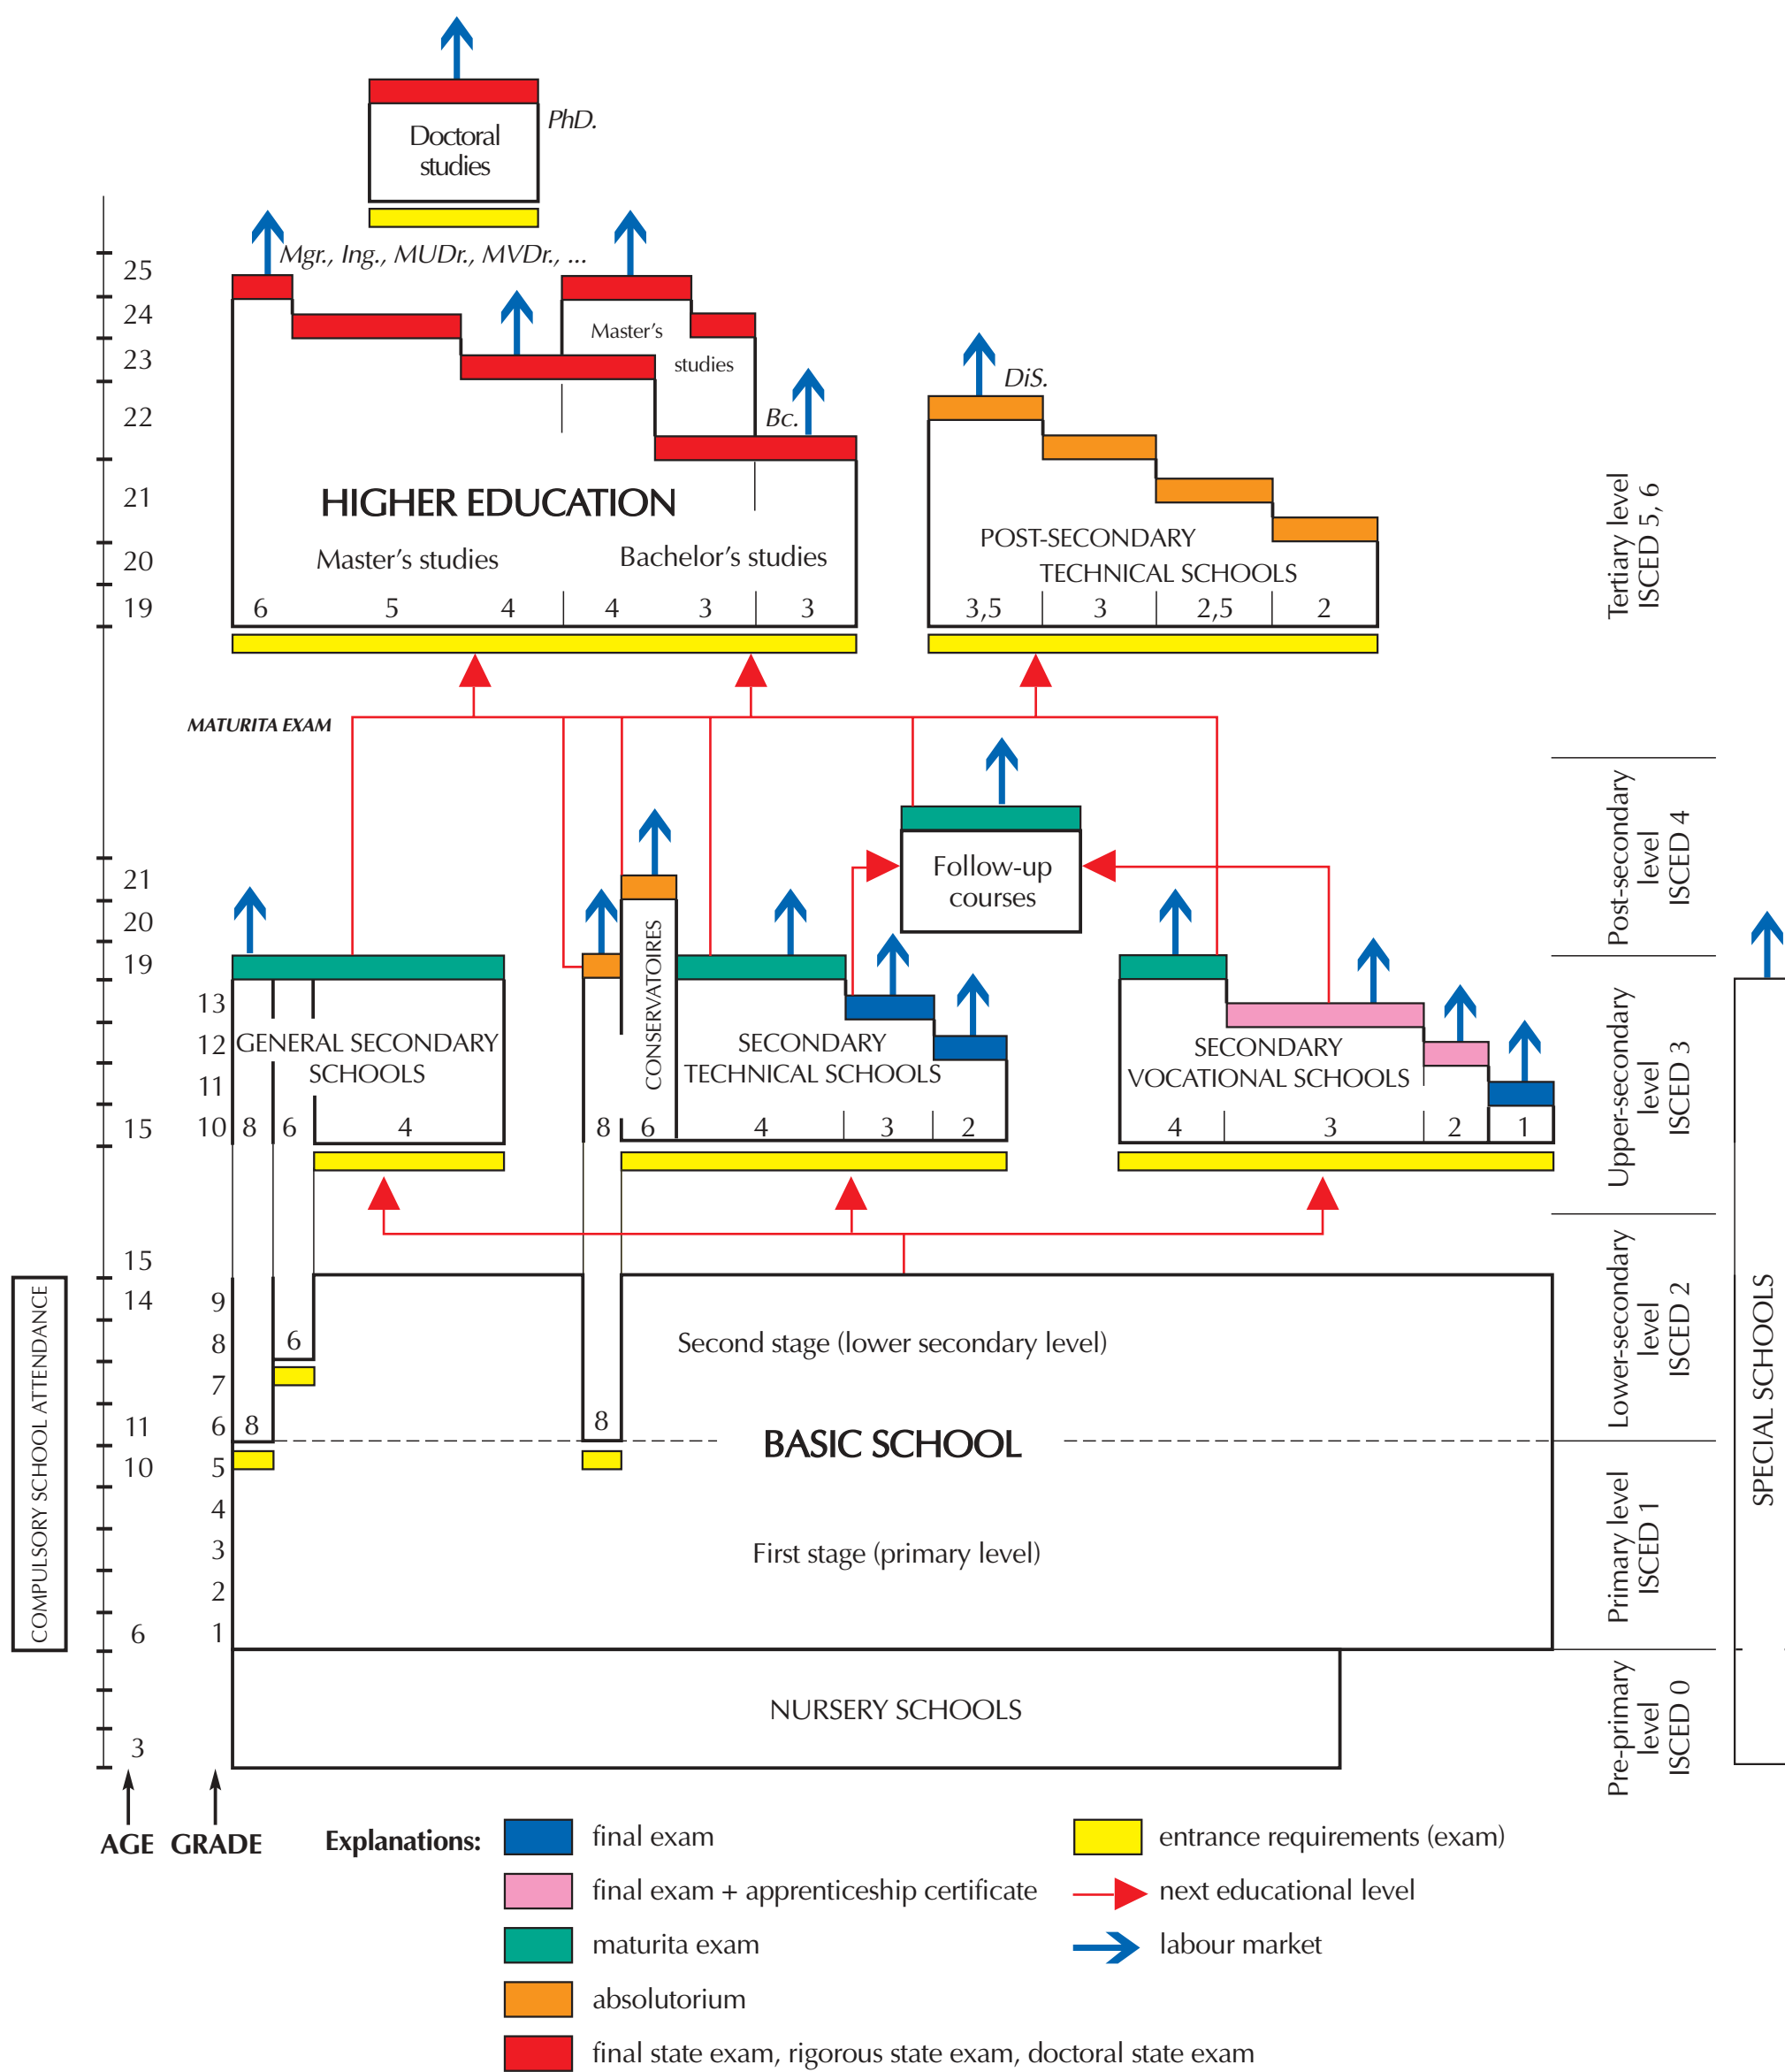 PhD.
Doctoral
studies
Mgr., Ing., MUDr., MVDr., ...
25
24
23
22
21
20
19
Master's
studies
Bc.
DiS.
HIGHER EDUCATION
Master's studies
Bachelor's studies
6 5 4 4 3 3
POST-SECONDARY
TECHNICAL SCHOOLS
3,5 3 2,5 2
Tertiary level
ISCED 5, 6
MATURITA EXAM
Post-secondary
level
ISCED 4
Follow-up
courses
21
20
19
13
12
11
15 10
GENERAL SECONDARY
SCHOOLS
8 6 4
CONSERVATOIRES
8 6
SECONDARY
TECHNICAL SCHOOLS
4 3 2
SECONDARY
VOCATIONAL SCHOOLS
4 3 2 1
Upper-secondary
level
ISCED 3
15
14 9
8
7
11 6
10 5
4
3
2
6 1
3
6
8
8
COMPULSORY SCHOOL ATTENDANCE
Second stage (lower secondary level)
BASIC SCHOOL
First stage (primary level)
Lower-secondary
level
ISCED 2
Primary level
ISCED 1
SPECIAL SCHOOLS
NURSERY SCHOOLS
Pre-primary
level
ISCED 0
AGE GRADE
Explanations:
final exam
final exam + apprenticeship certificate
maturita exam
absolutorium
final state exam, rigorous state exam, doctoral state exam
entrance requirements (exam)
next educational level
labour market